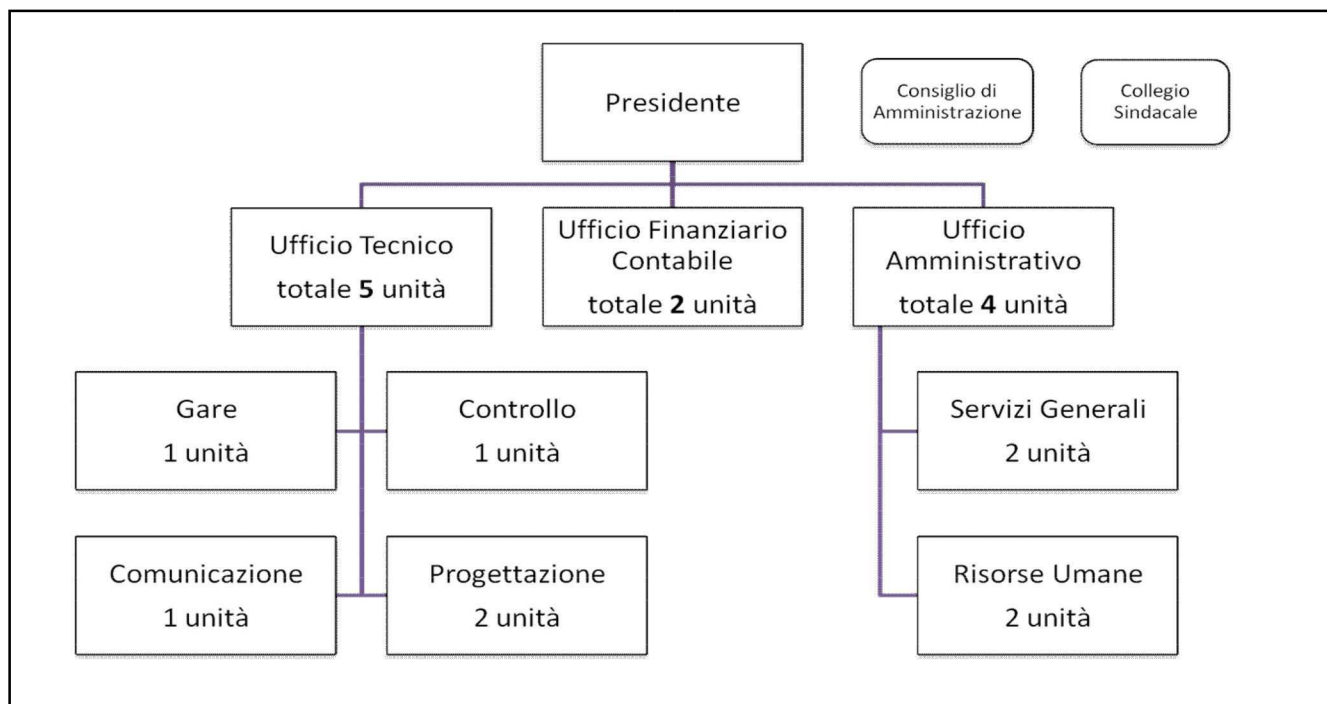 Presidente
Consiglio di
Amministrazione
Collegio
Sindacale
Ufficio Tecnico
totale 5 unità
Ufficio Finanziario
Contabile
totale 2 unità
Ufficio
Amministrativo
totale 4 unità
Gare
1 unità
Controllo
1 unità
Servizi Generali
2 unità
Comunicazione
1 unità
Progettazione
2 unità
Risorse Umane
2 unità